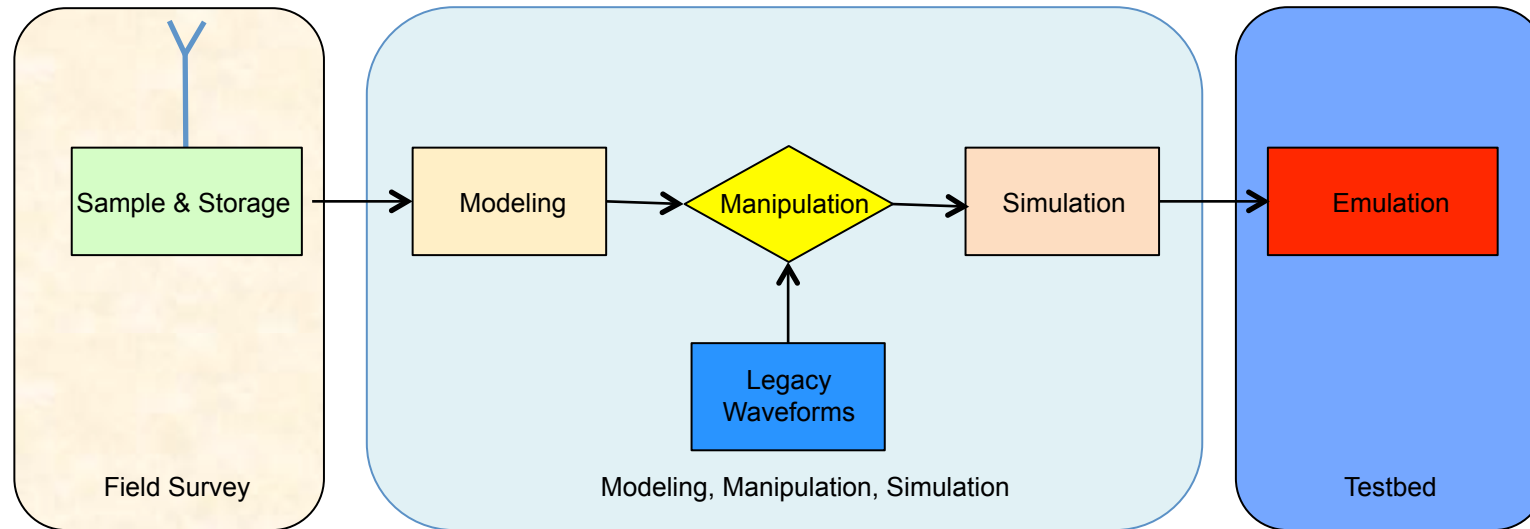 Sample & Storage
Modeling
Manipulation
Simulation
Emulation
Legacy
Waveforms
Field Survey
Modeling, Manipulation, Simulation
Testbed